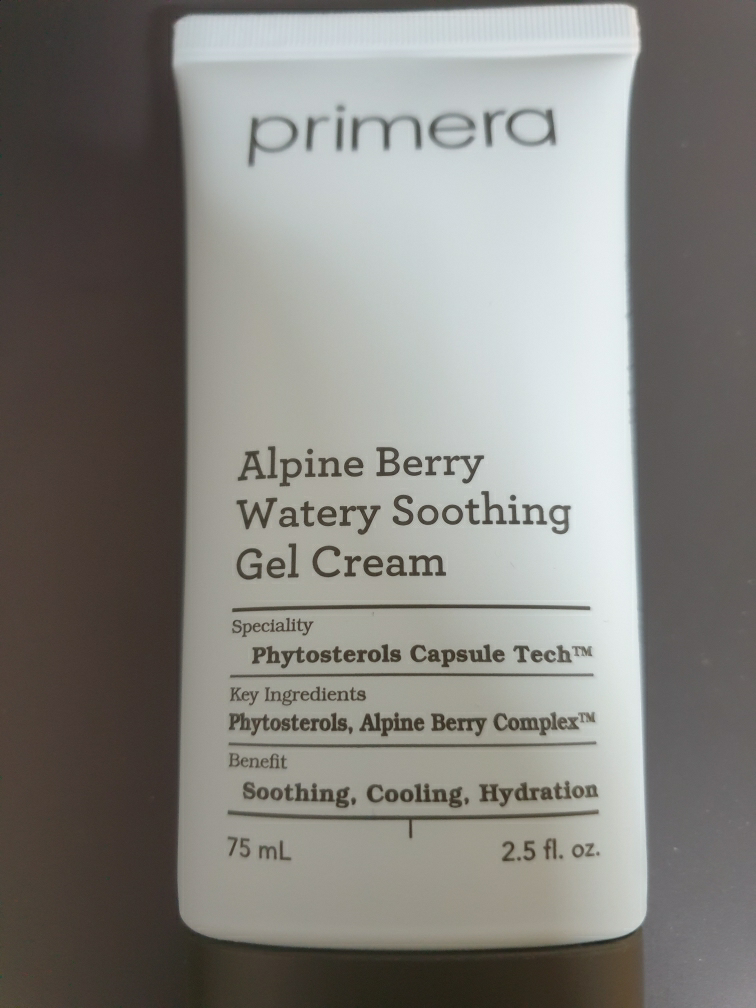 primera
Alpine Berry
Watery Soothing
Gel Cream
Speciality
Phytosterols Capsule Tech™
Key Ingredients
Phytosterols, Alpine Berry Complex™
Benefit
Soothing, Cooling, Hydration
75 mL 2.5 fl. oz.